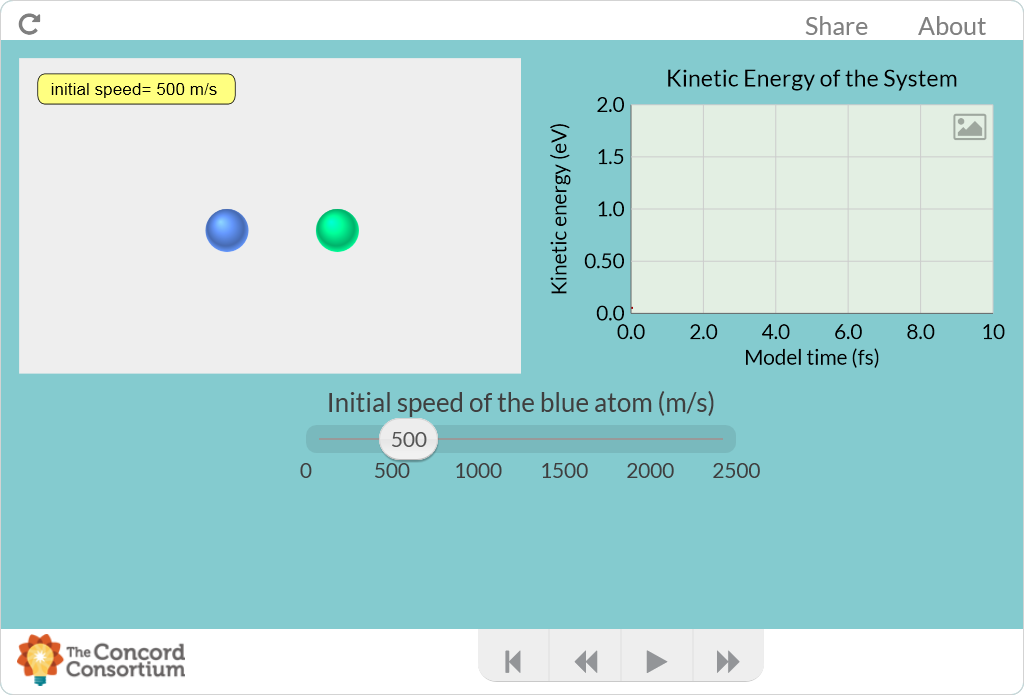 Share About
initial speed= 500 m/s
Kinetic Energy of the System
Kinetic energy (eV)
2.0
1.5
1.0
0.50
0.0
0.0 2.0 4.0 6.0 8.0 10
Model time (fs)
Initial speed of the blue atom (m/s)
500
0 500 1000 1500 2000 2500
The Concord
Consortium